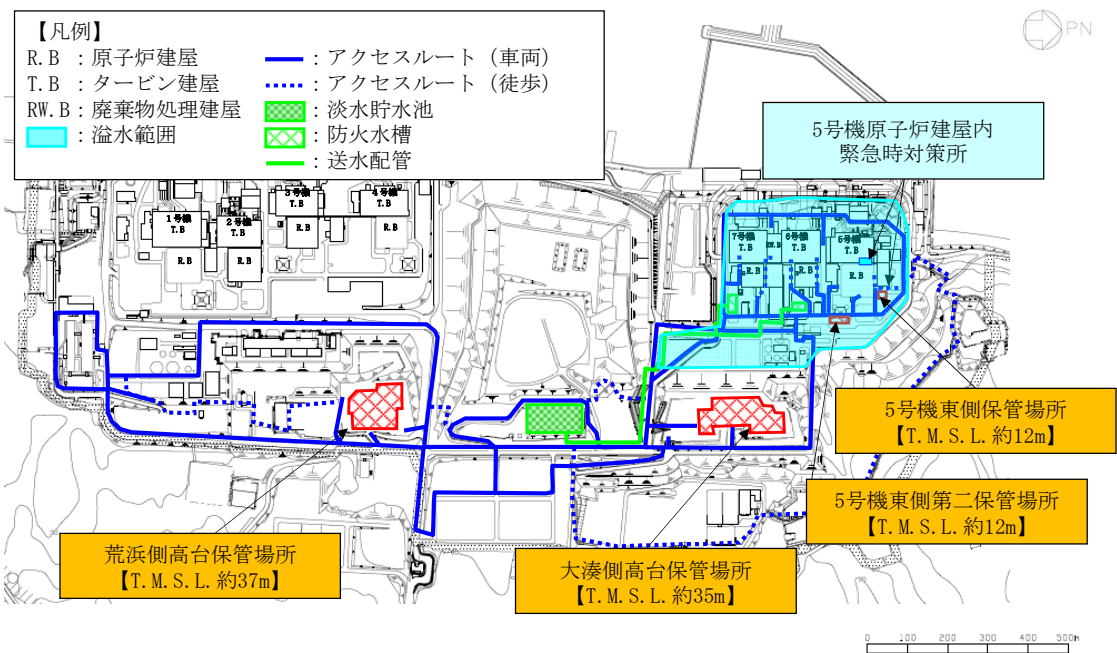 【凡例】
R.B : 原子炉建屋
T.B : タービン建屋
RW.B : 廃棄物処理建屋
: 溢水範囲
: アクセスルート（車両）
: アクセスルート（徒歩）
: 淡水貯水池
: 防火水槽
: 送水配管
PN
5号機原子炉建屋内
緊急時対策所
1号機
T.B
R.B
2号機
T.B
R.B
3号機
T.B
R.B
4号機
T.B
R.B
7号機
T.B
R.B
RW.B
6号機
T.B
R.B
5号機
T.B
R.B
5号機東側保管場所
【T.M.S.L.約12m】
5号機東側第二保管場所
【T.M.S.L.約12m】
荒浜側高台保管場所
【T.M.S.L.約37m】
大湊側高台保管場所
【T.M.S.L.約35m】
0 100 200 300 400 500m